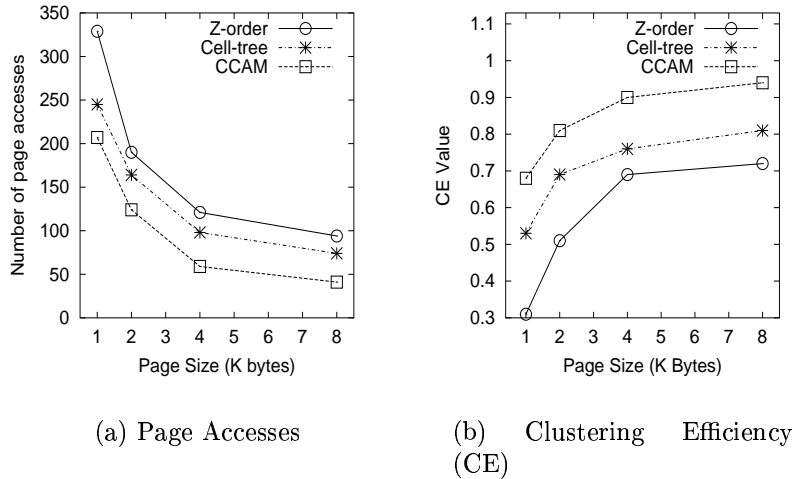 350
300
250
200
150
100
50
0
Number of page accesses
Z-order
Cell-tree
CCAM
1 2 3 4 5 6 7 8
Page Size (K bytes)
(a) Page Accesses
1.1
1
0.9
0.8
0.7
0.6
0.5
0.4
0.3
CE Value
Z-order
Cell-tree
CCAM
1 2 3 4 5 6 7 8
Page Size (K Bytes)
(b) Clustering Efficiency
(CE)